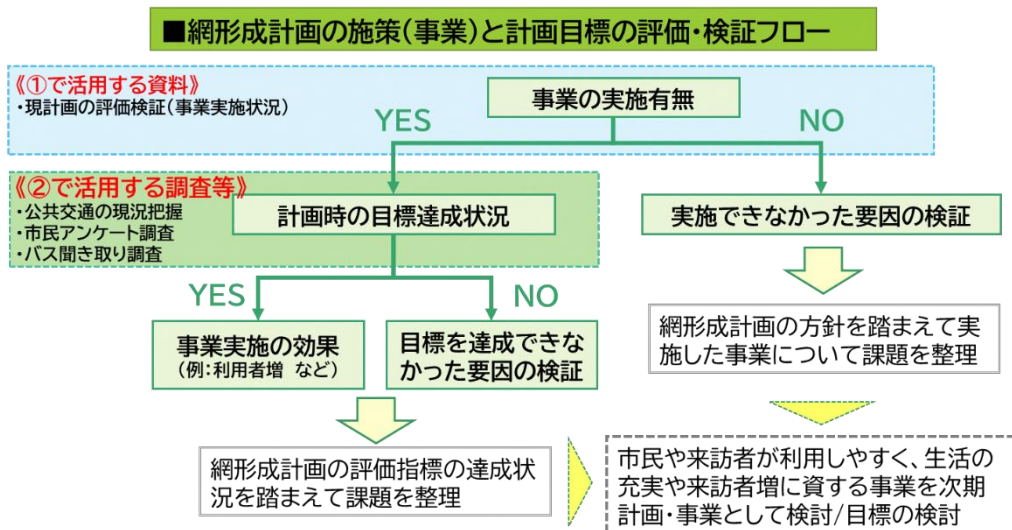 ■網形成計画の施策(事業)と計画目標の評価・検証フロー
《①で活用する資料》
・現計画の評価検証(事業実施状況)
事業の実施有無
YES
NO
《②で活用する調査等》
・公共交通の現況把握
・市民アンケート調査
・バス聞き取り調査
計画時の目標達成状況
実施できなかった要因の検証
YES
NO
事業実施の効果
(例:利用者増 など)
目標を達成できな
かった要因の検証
網形成計画の方針を踏まえて実
施した事業について課題を整理
網形成計画の評価指標の達成状
況を踏まえて課題を整理
市民や来訪者が利用しやすく、生活の
充実や来訪者増に資する事業を次期
計画・事業として検討/目標の検討